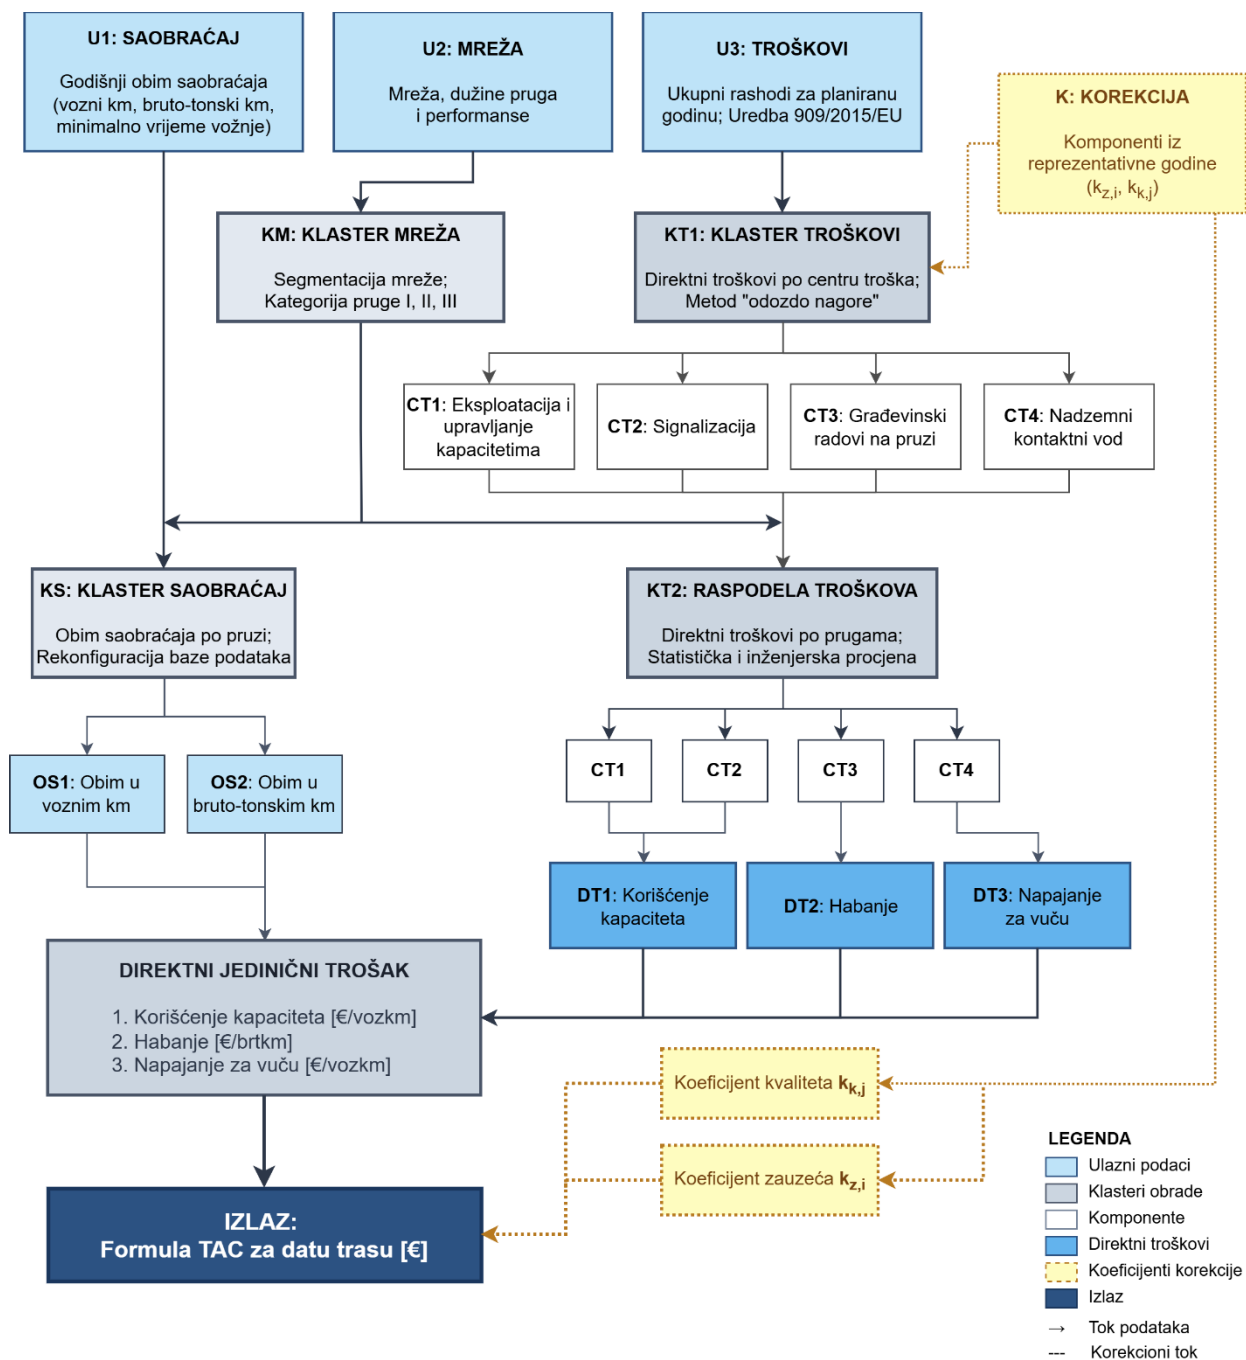 U1: SAOBRAĆAJ
Godišnji obim saobraćaja
(vozni km, bruto-tonski km,
minimalno vrijeme vožnje)
U2: MREŽA
Mreža, dužine pruga
i performanse
U3: TROŠKOVI
Ukupni rashodi za planiranu
godinu; Uredba 909/2015/EU
K: KOREKCIJA
Komponenti iz
reprezentativne godine
(k_z,i, k_k,j)
KM: KLASTER MREŽA
Segmentacija mreže;
Kategorija pruge I, II, III
KT1: KLASTER TROŠKOVI
Direktni troškovi po centru troška;
Metod "odozdo nagore"
CT1: Eksploatacija i
upravljanje
kapacitetima
CT2: Signalizacija
CT3: Građevinski
radovi na pruzi
CT4: Nadzemni
kontaktni vod
KS: KLASTER SAOBRAĆAJ
Obim saobraćaja po pruzi;
Rekonfiguracija baze podataka
KT2: RASPODELA TROŠKOVA
Direktni troškovi po prugama;
Statistička i inženjerska procjena
OS1: Obim u
voznim km
OS2: Obim u
bruto-tonskim km
CT1
CT2
CT3
CT4
DT1: Korišćenje
kapaciteta
DT2: Habanje
DT3: Napajanje
za vuču
DIREKTNI JEDINIČNI TROŠAK
1. Korišćenje kapaciteta [€/vozkm]
2. Habanje [€/brtkm]
3. Napajanje za vuču [€/vozkm]
Koeficijent kvaliteta k_k,j
Koeficijent zauzeća k_z,i
IZLAZ:
Formula TAC za datu trasu [€]
LEGENDA
Ulazni podaci
Klasteri obrade
Komponente
Direktni troškovi
Koeficijenti korekcije
Izlaz
→ Tok podataka
--- Korekcioni tok